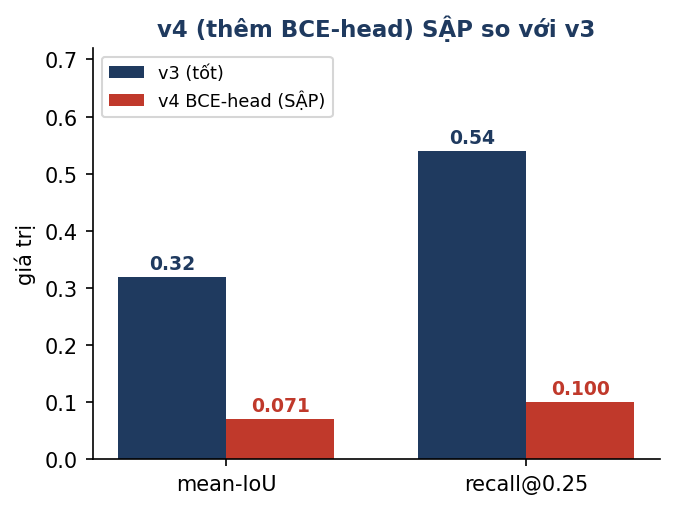 v4 (thêm BCE-head) SẬP so với v3
0.7
0.6
0.5
0.4
0.3
0.2
0.1
0.0
giá trị
v3 (tốt)
v4 BCE-head (SẬP)
0.32
0.071
0.54
0.100
mean-IoU
recall@0.25